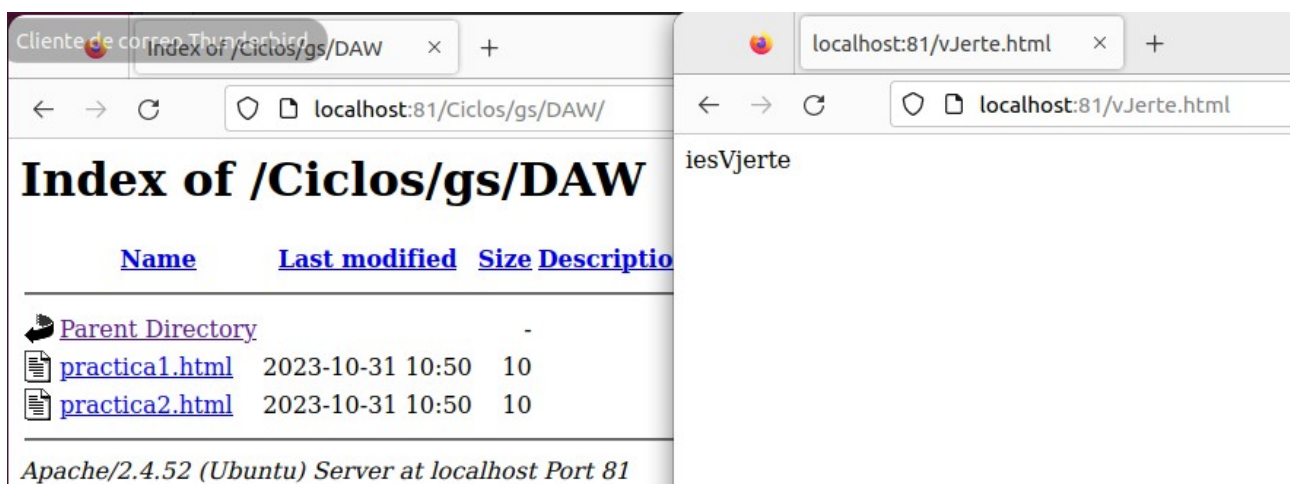 Cliente de correo Thunderbird
Index of /Ciclos/gs/DAW
localhost:81/Ciclos/gs/DAW/
Index of /Ciclos/gs/DAW
Name Last modified Size Descriptio
Parent Directory -
practica1.html 2023-10-31 10:50 10
practica2.html 2023-10-31 10:50 10
Apache/2.4.52 (Ubuntu) Server at localhost Port 81
localhost:81/vJerte.html
localhost:81/vJerte.html
iesVjerte